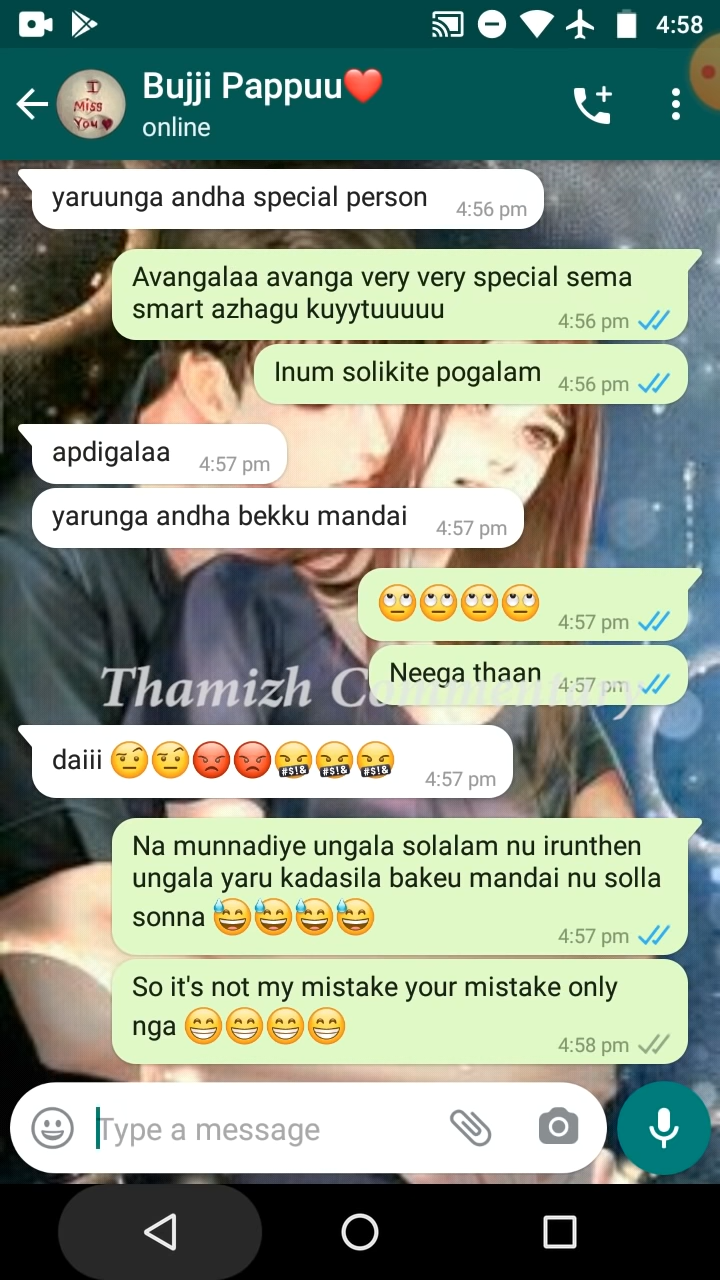 4:58
I
Miss
You
Bujji Pappuu❤️
online
yaruunga andha special person 4:56 pm
Avangalaa avanga very very special sema
smart azhagu kuyytuuuuu 4:56 pm
Inum solikite pogalam 4:56 pm
apdigalaa 4:57 pm
yarunga andha bekku mandai 4:57 pm
🙄🙄🙄🙄 4:57 pm
Neega thaan 4:57 pm
Thamizh Commentary
daiii 🤨🤨😡😡🤬🤬🤬 4:57 pm
Na munnadiye ungala solalam nu irunthen
ungala yaru kadasila bakeu mandai nu solla
sonna 😅😅😅😅 4:57 pm
So it's not my mistake your mistake only
nga 😁😁😁😁 4:58 pm
Type a message